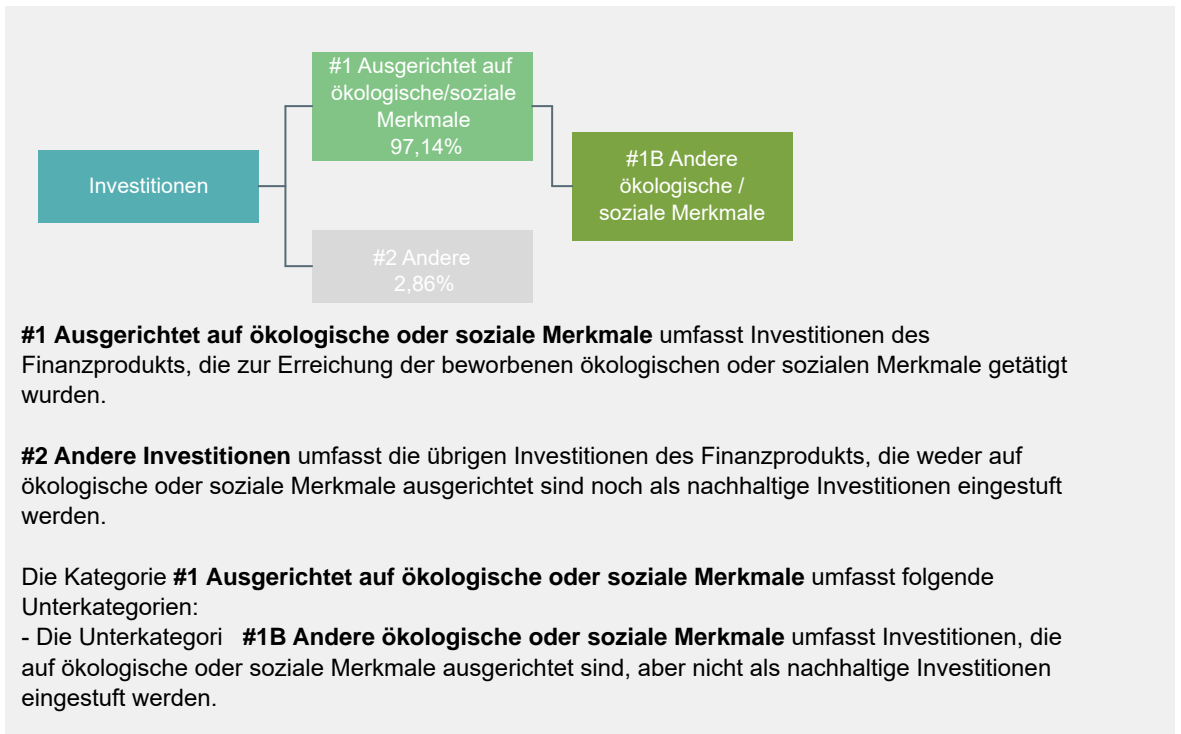 #1 Ausgerichtet auf
ökologische/soziale
Merkmale
97,14%
Investitionen
#1B Andere
ökologische /
soziale Merkmale
#2 Andere
2,86%
#1 Ausgerichtet auf ökologische oder soziale Merkmale umfasst Investitionen des
Finanzprodukts, die zur Erreichung der beworbenen ökologischen oder sozialen Merkmale getätigt
wurden.
#2 Andere Investitionen umfasst die übrigen Investitionen des Finanzprodukts, die weder auf
ökologische oder soziale Merkmale ausgerichtet sind noch als nachhaltige Investitionen eingestuft
werden.
Die Kategorie #1 Ausgerichtet auf ökologische oder soziale Merkmale umfasst folgende
Unterkategorien:
- Die Unterkategori #1B Andere ökologische oder soziale Merkmale umfasst Investitionen, die
auf ökologische oder soziale Merkmale ausgerichtet sind, aber nicht als nachhaltige Investitionen
eingestuft werden.